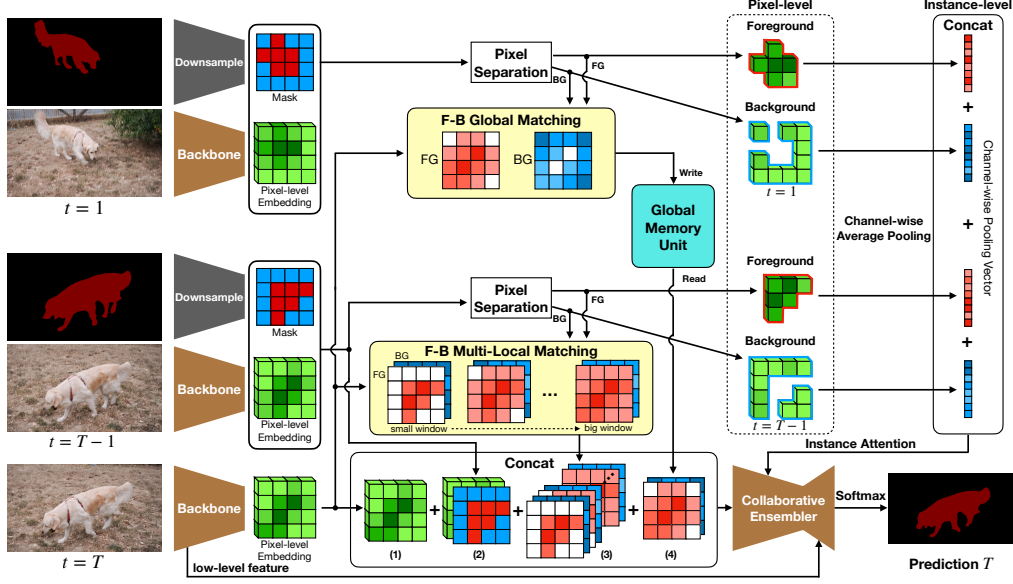 Pixel-level
Instance-level
Foreground
Concat
Downsample
Mask
Pixel
Separation
FG
BG
Background
+
Backbone
Pixel-level
Embedding
F-B Global Matching
FG
BG
t = 1
t = 1
Write
Global
Memory
Unit
Read
Channel-wise
Average Pooling
+
Channel-wise Pooling Vector
Downsample
Mask
Pixel
Separation
FG
BG
Foreground
Background
+
Backbone
Pixel-level
Embedding
t = T − 1
F-B Multi-Local Matching
BG
FG
...
small window
big window
t = T − 1
Instance Attention
Backbone
Pixel-level
Embedding
t = T
low-level feature
Concat
+
+
+
(1)
(2)
(3)
(4)
Collaborative
Ensembler
Softmax
Prediction T